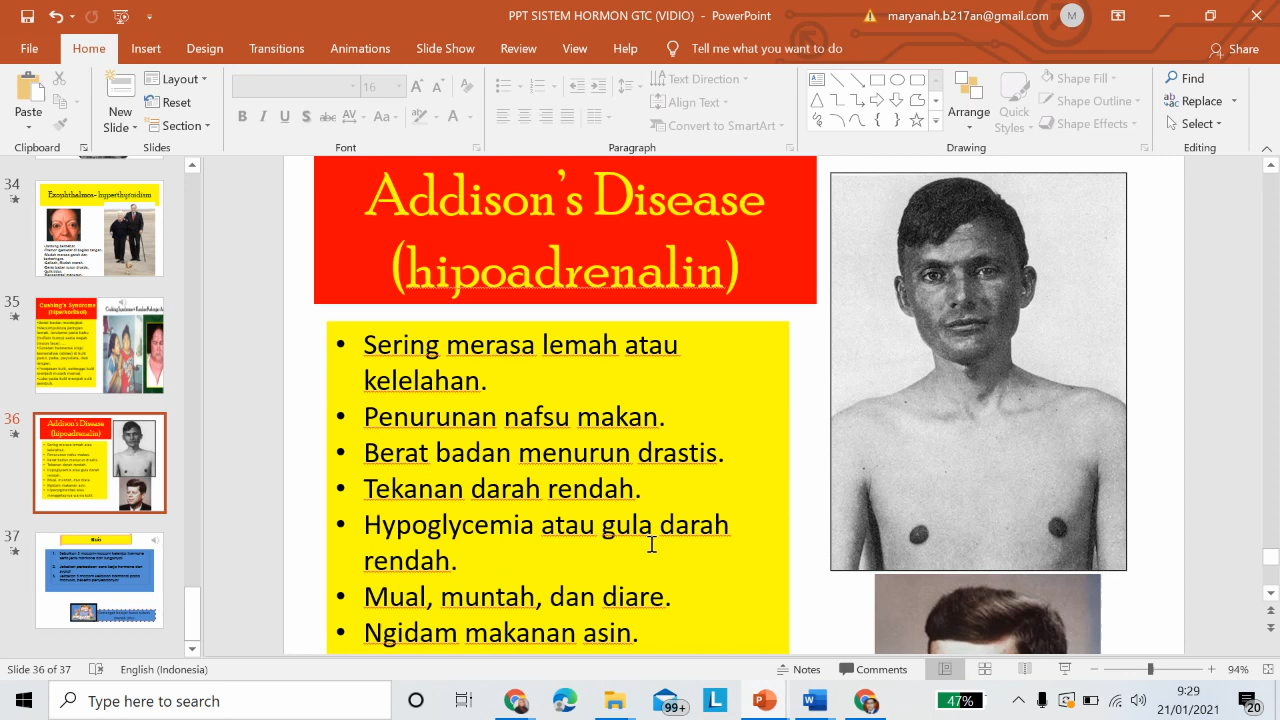 PPT SISTEM HORMON GTC (VIDIO) - PowerPoint
maryanah.b217an@gmail.com
M
File Home Insert Design Transitions Animations Slide Show Review View Help Tell me what you want to do
Share
Paste
New Slide
Layout
Reset
Section
16
Text Direction
Align Text
Convert to SmartArt
Arrange
Quick Styles
Shape Fill
Shape Outline
Shape Effects
Find
Replace
Select
Clipboard Slides Font Paragraph Drawing Editing
34
Exophthalmos- hyperthyroidism
35
Cushing's Syndrome
(hiperkortisol)
36
Addison's Disease
(hipoadrenalin)
37
Kuis
Addison's Disease
(hipoadrenalin)
• Sering merasa lemah atau
kelelahan.
• Penurunan nafsu makan.
• Berat badan menurun drastis.
• Tekanan darah rendah.
• Hypoglycemia atau gula darah
rendah.
• Mual, muntah, dan diare.
• Ngidam makanan asin.
Slide 36 of 37 English (Indonesia) Notes Comments 94%
Type here to search
99+
47%
9:29
21/01/2021
20